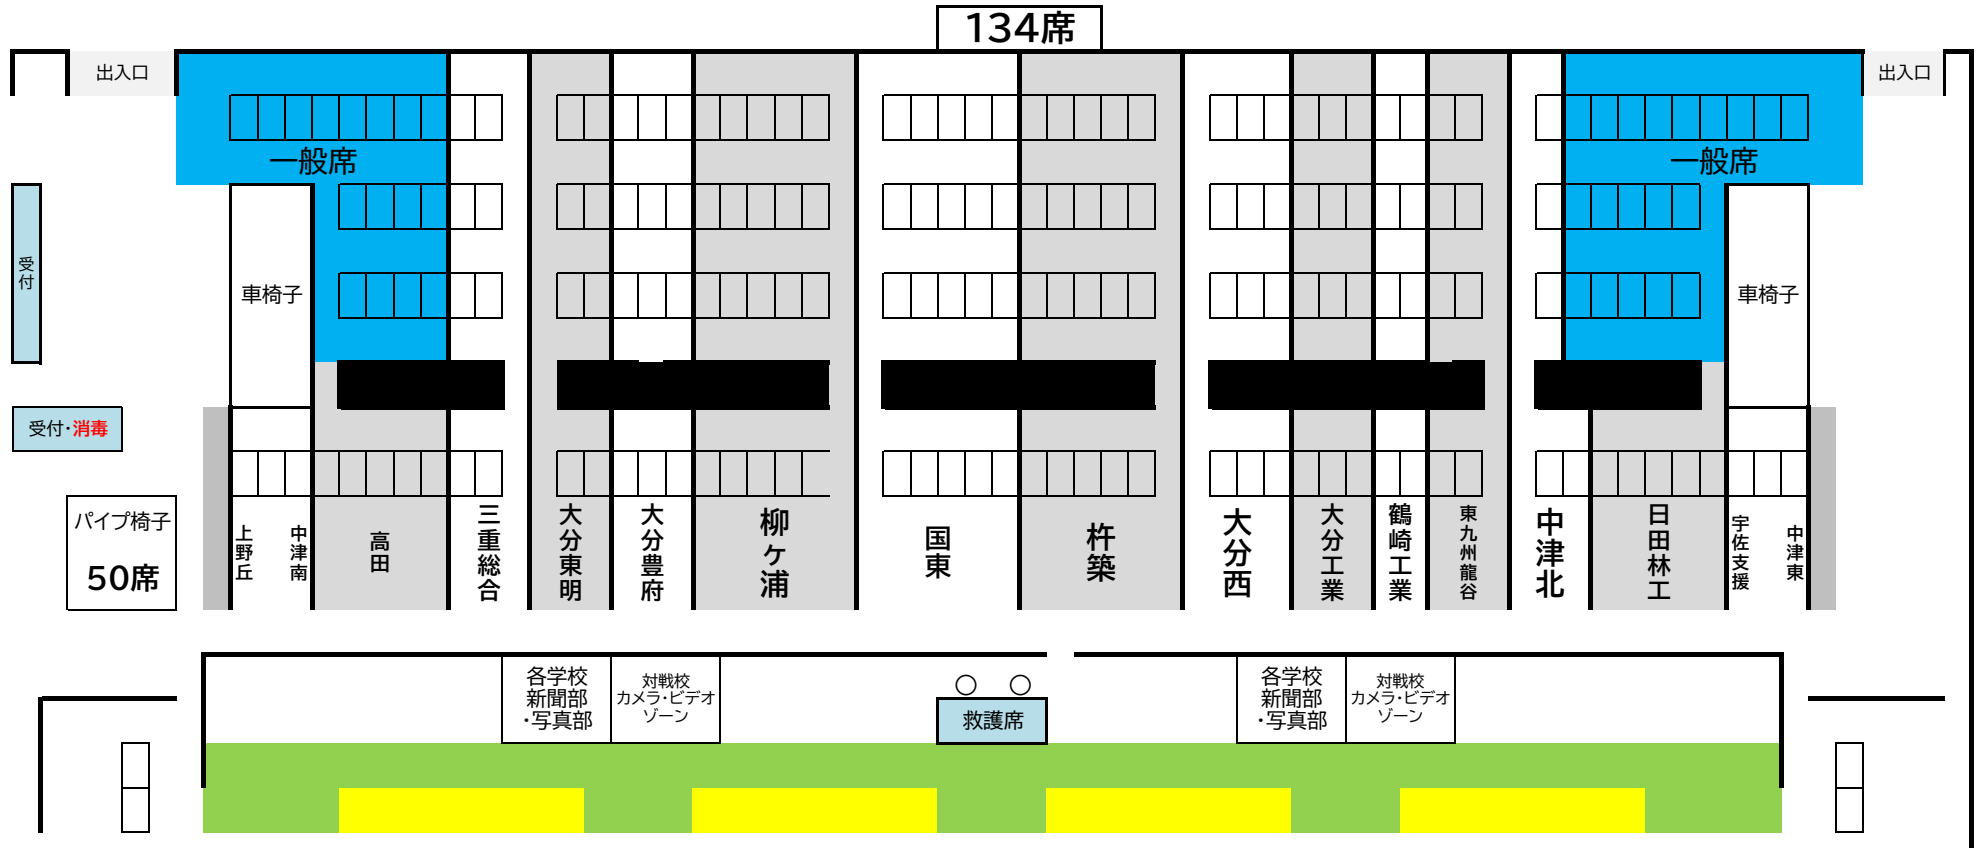 134席
出入口
出入口
一般席
一般席
受付
車椅子
車椅子
受付・消毒
パイプ椅子
50席
上野丘
中津南
高田
三重総合
大分東明
大分豊府
柳ヶ浦
国東
杵築
大分西
大分工業
鶴崎工業
東九州龍谷
中津北
日田林工
宇佐支援
中津東
各学校
新聞部
・写真部
対戦校
カメラ・ビデオ
ゾーン
救護席
各学校
新聞部
・写真部
対戦校
カメラ・ビデオ
ゾーン